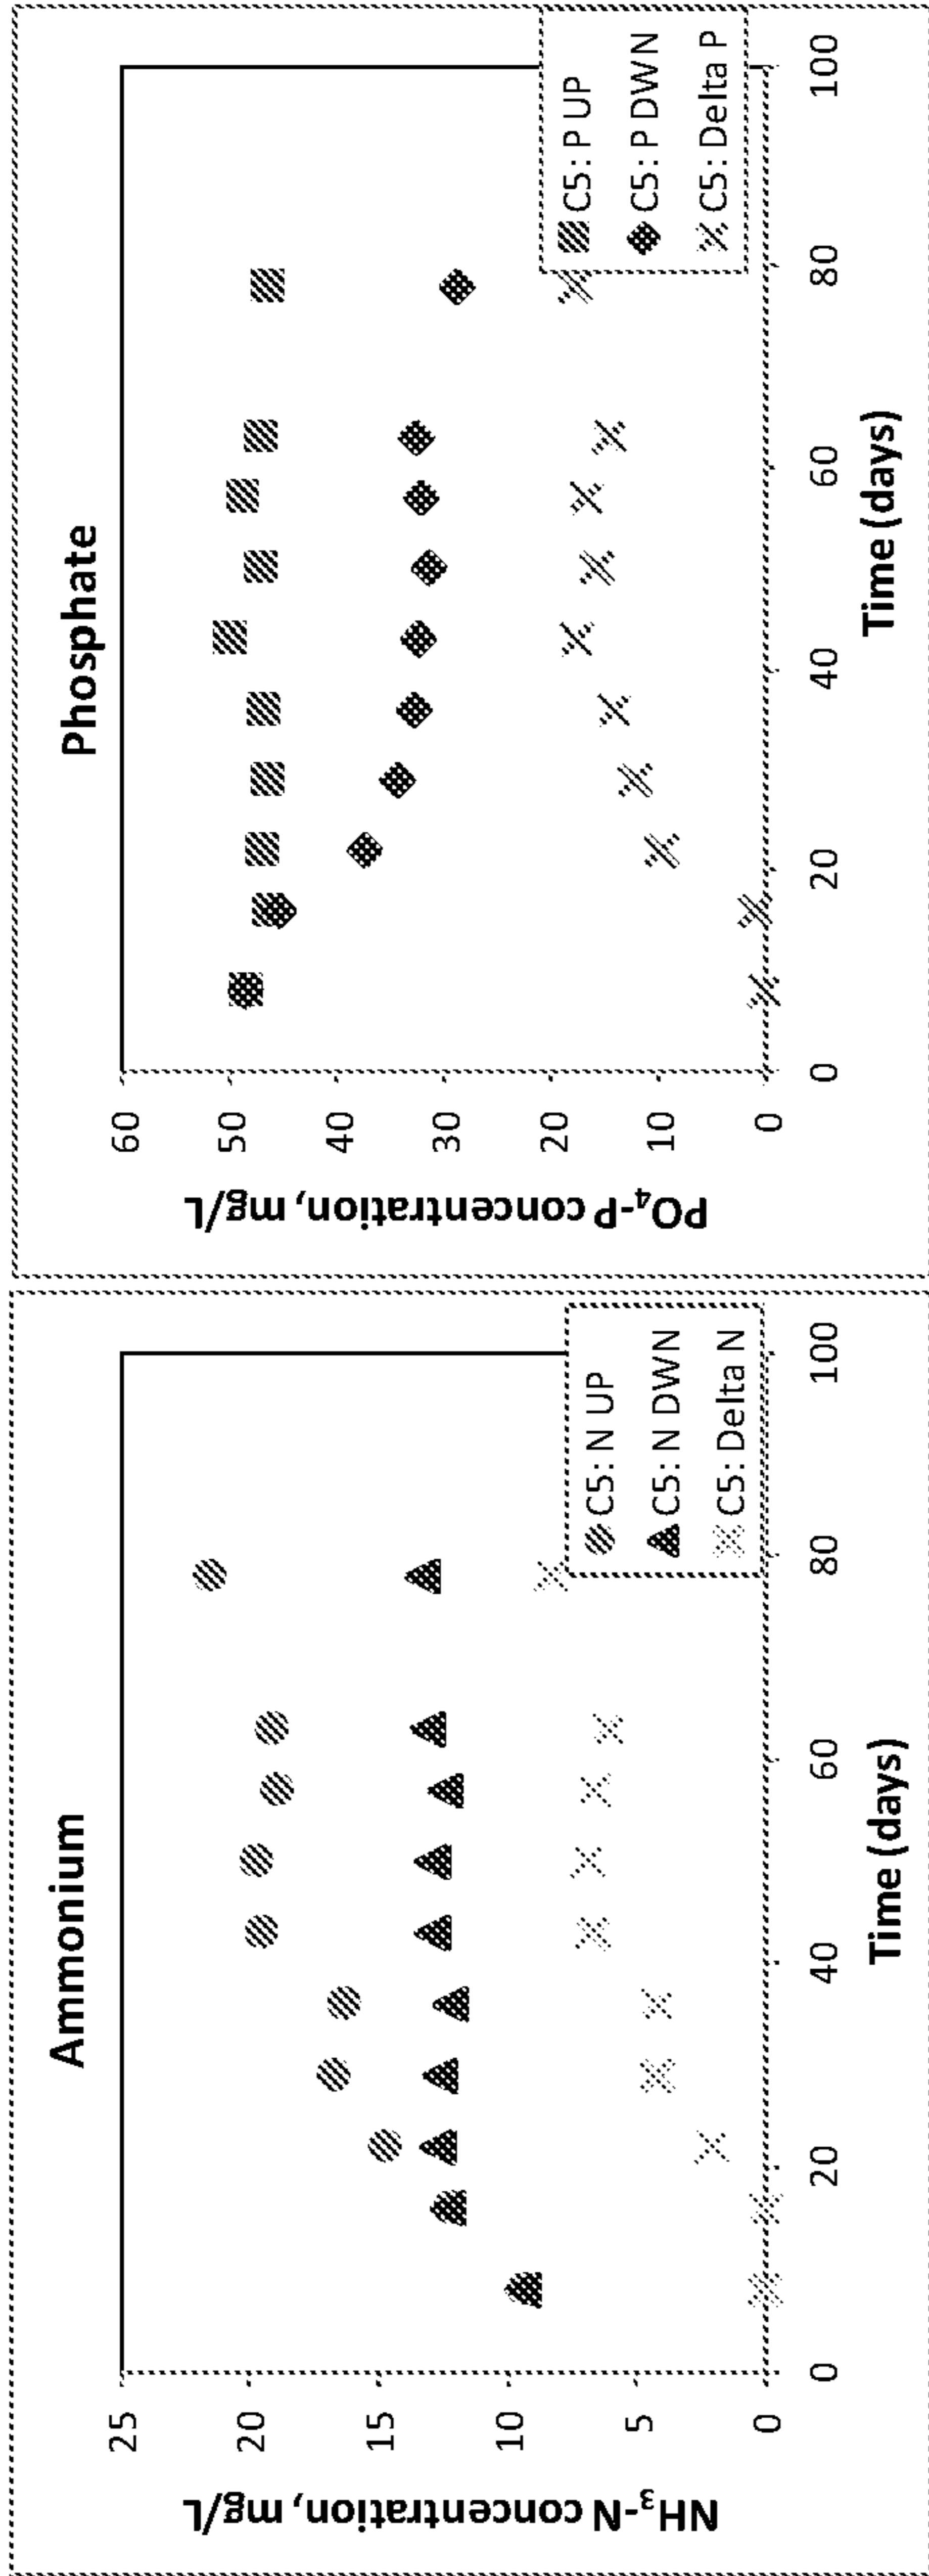 Ammonium
NH₃-N concentration, mg/L
25
20
15
10
5
0
0 20 40 60 80 100
Time (days)
C5: N UP
C5: N DWN
C5: Delta N
Phosphate
PO₄-P concentration, mg/L
60
50
40
30
20
10
0
0 20 40 60 80 100
Time (days)
C5: P UP
C5: P DWN
C5: Delta P